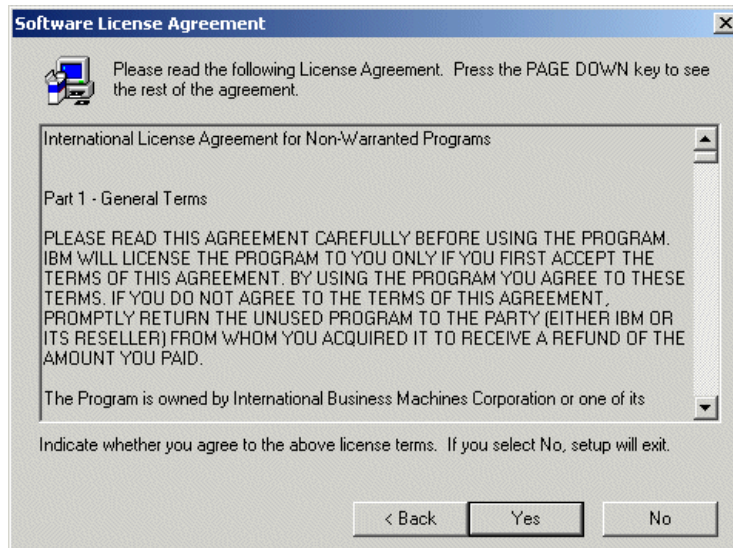 Software License Agreement
Please read the following License Agreement. Press the PAGE DOWN key to see
the rest of the agreement.
International License Agreement for Non-Warranted Programs
Part 1 - General Terms
PLEASE READ THIS AGREEMENT CAREFULLY BEFORE USING THE PROGRAM.
IBM WILL LICENSE THE PROGRAM TO YOU ONLY IF YOU FIRST ACCEPT THE
TERMS OF THIS AGREEMENT. BY USING THE PROGRAM YOU AGREE TO THESE
TERMS. IF YOU DO NOT AGREE TO THE TERMS OF THIS AGREEMENT,
PROMPTLY RETURN THE UNUSED PROGRAM TO THE PARTY (EITHER IBM OR
ITS RESELLER) FROM WHOM YOU ACQUIRED IT TO RECEIVE A REFUND OF THE
AMOUNT YOU PAID.
The Program is owned by International Business Machines Corporation or one of its
Indicate whether you agree to the above license terms. If you select No, setup will exit.
< Back
Yes
No